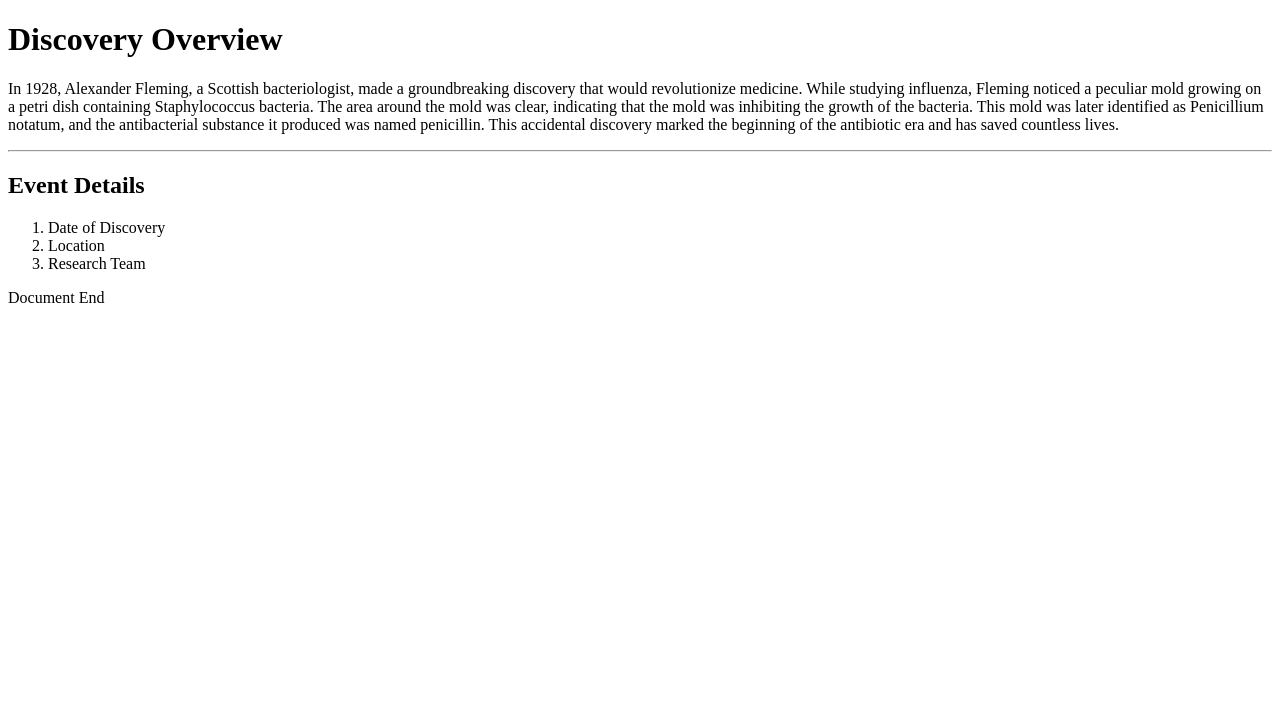 Discovery Overview
In 1928, Alexander Fleming, a Scottish bacteriologist, made a groundbreaking discovery that would revolutionize medicine. While studying influenza, Fleming noticed a peculiar mold growing on
a petri dish containing Staphylococcus bacteria. The area around the mold was clear, indicating that the mold was inhibiting the growth of the bacteria. This mold was later identified as Penicillium
notatum, and the antibacterial substance it produced was named penicillin. This accidental discovery marked the beginning of the antibiotic era and has saved countless lives.
Event Details
1. Date of Discovery
2. Location
3. Research Team
Document End